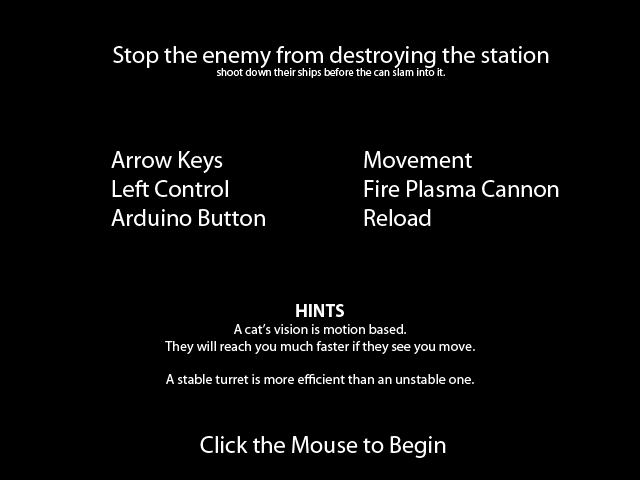 Stop the enemy from destroying the station
shoot down their ships before the can slam into it.
Arrow Keys Movement
Left Control Fire Plasma Cannon
Arduino Button Reload
HINTS
A cat's vision is motion based.
They will reach you much faster if they see you move.
A stable turret is more efficient than an unstable one.
Click the Mouse to Begin